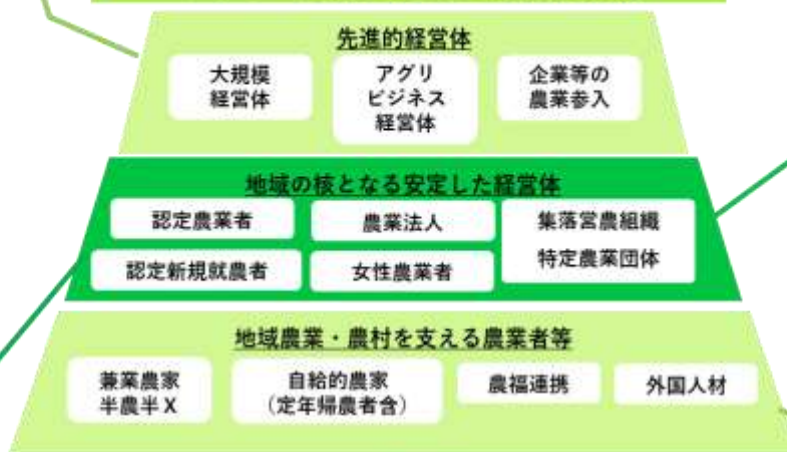 先進的経営体
大規模
経営体
アグリ
ビジネス
経営体
企業等の
農業参入
地域の核となる安定した経営体
認定農業者
農業法人
集落営農組織
特定農業団体
認定新規就農者
女性農業者
地域農業・農村を支える農業者等
兼業農家
半農半X
自給的農家
（定年帰農者含）
農福連携
外国人材